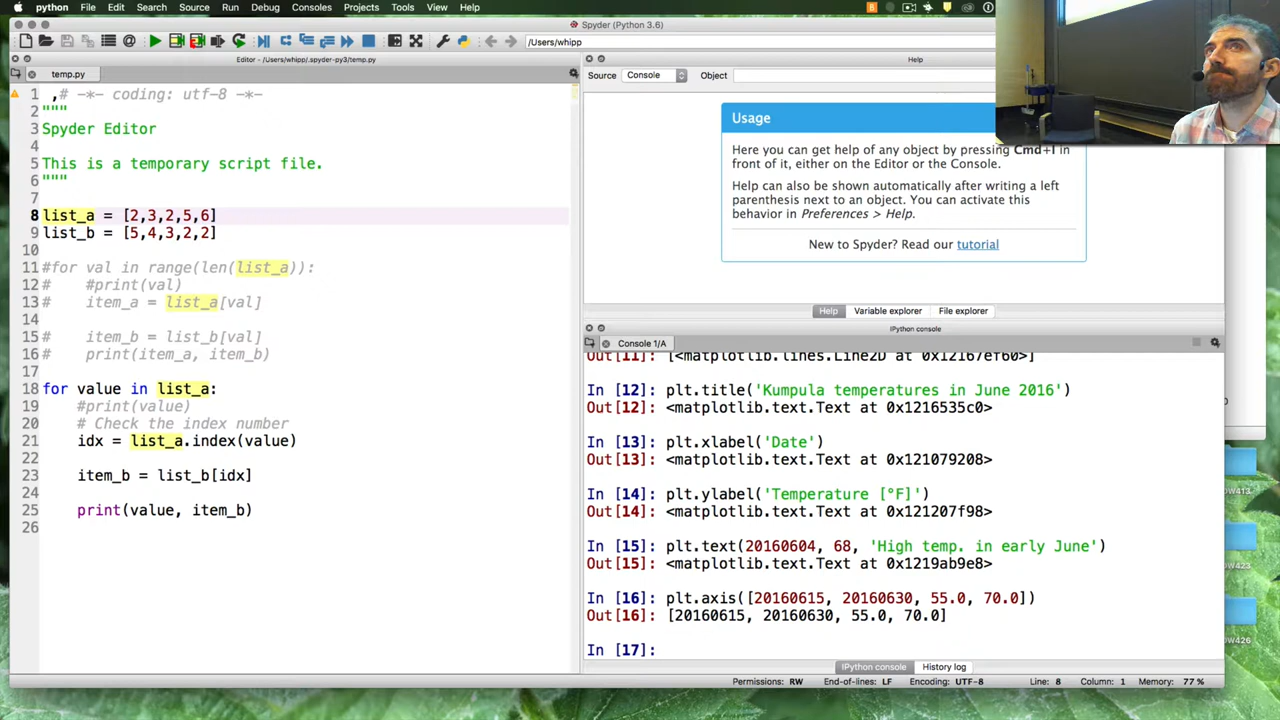 python File Edit Search Source Run Debug Consoles Projects Tools View Help
Spyder (Python 3.6)
/Users/whipp
Editor - /Users/whipp/.spyder-py3/temp.py
temp.py
1 ,# -*- coding: utf-8 -*-
2 """
3 Spyder Editor
4
5 This is a temporary script file.
6 """
7
8 list_a = [2,3,2,5,6]
9 list_b = [5,4,3,2,2]
10
11 #for val in range(len(list_a)):
12 #    #print(val)
13 #    item_a = list_a[val]
14
15 #    item_b = list_b[val]
16 #    print(item_a, item_b)
17
18 for value in list_a:
19     #print(value)
20     # Check the index number
21     idx = list_a.index(value)
22
23     item_b = list_b[idx]
24
25     print(value, item_b)
26
Help
Source Console Object
Usage
Here you can get help of any object by pressing Cmd+I in
front of it, either on the Editor or the Console.
Help can also be shown automatically after writing a left
parenthesis next to an object. You can activate this
behavior in Preferences > Help.
New to Spyder? Read our tutorial
Help Variable explorer File explorer
IPython console
Console 1/A
Out[11]: [<matplotlib.lines.Line2D at 0x12167ef60>]
In [12]: plt.title('Kumpula temperatures in June 2016')
Out[12]: <matplotlib.text.Text at 0x1216535c0>
In [13]: plt.xlabel('Date')
Out[13]: <matplotlib.text.Text at 0x121079208>
In [14]: plt.ylabel('Temperature [°F]')
Out[14]: <matplotlib.text.Text at 0x121207f98>
In [15]: plt.text(20160604, 68, 'High temp. in early June')
Out[15]: <matplotlib.text.Text at 0x1219ab9e8>
In [16]: plt.axis([20160615, 20160630, 55.0, 70.0])
Out[16]: [20160615, 20160630, 55.0, 70.0]
In [17]:
IPython console History log
Permissions: RW End-of-lines: LF Encoding: UTF-8 Line: 8 Column: 1 Memory: 77 %
OW413
OW423
OW426